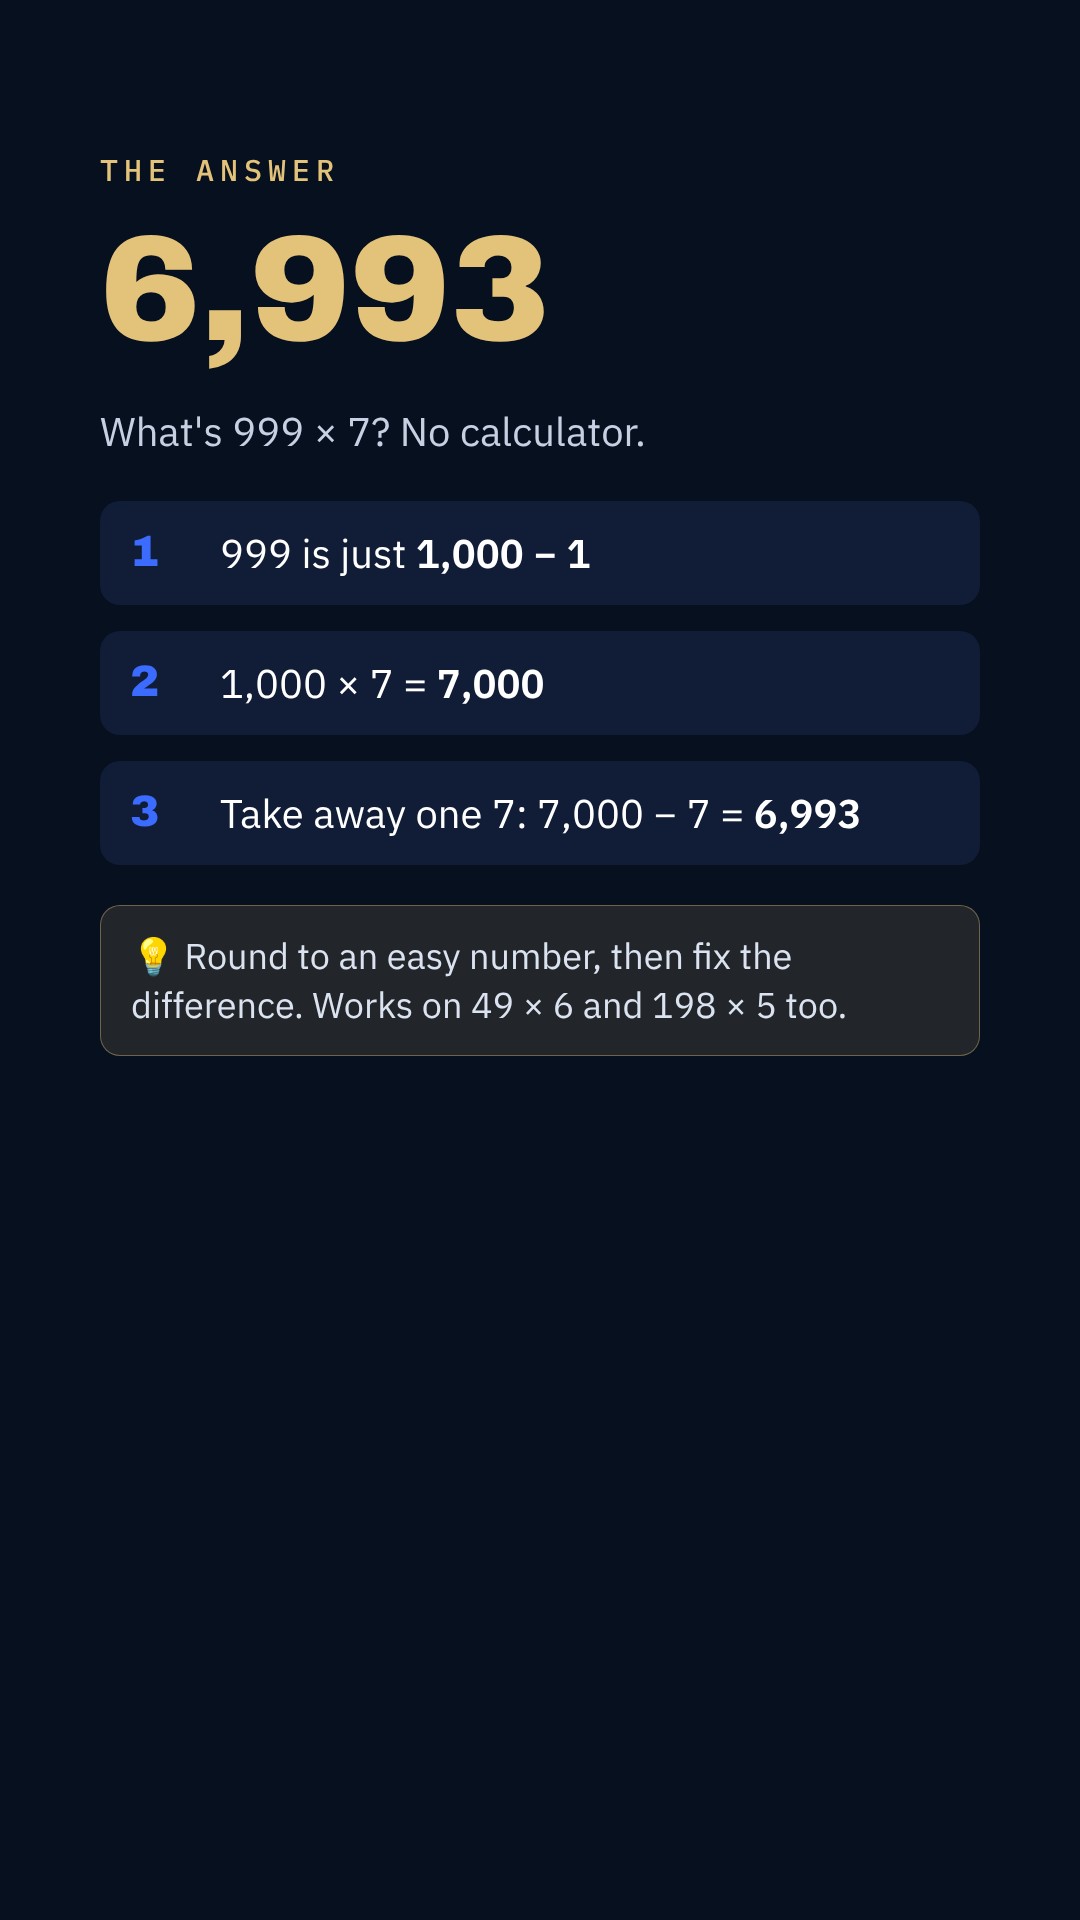 THE ANSWER
6,993
What's 999 × 7? No calculator.
1 999 is just 1,000 – 1
2 1,000 × 7 = 7,000
3 Take away one 7: 7,000 – 7 = 6,993
💡 Round to an easy number, then fix the
difference. Works on 49 × 6 and 198 × 5 too.